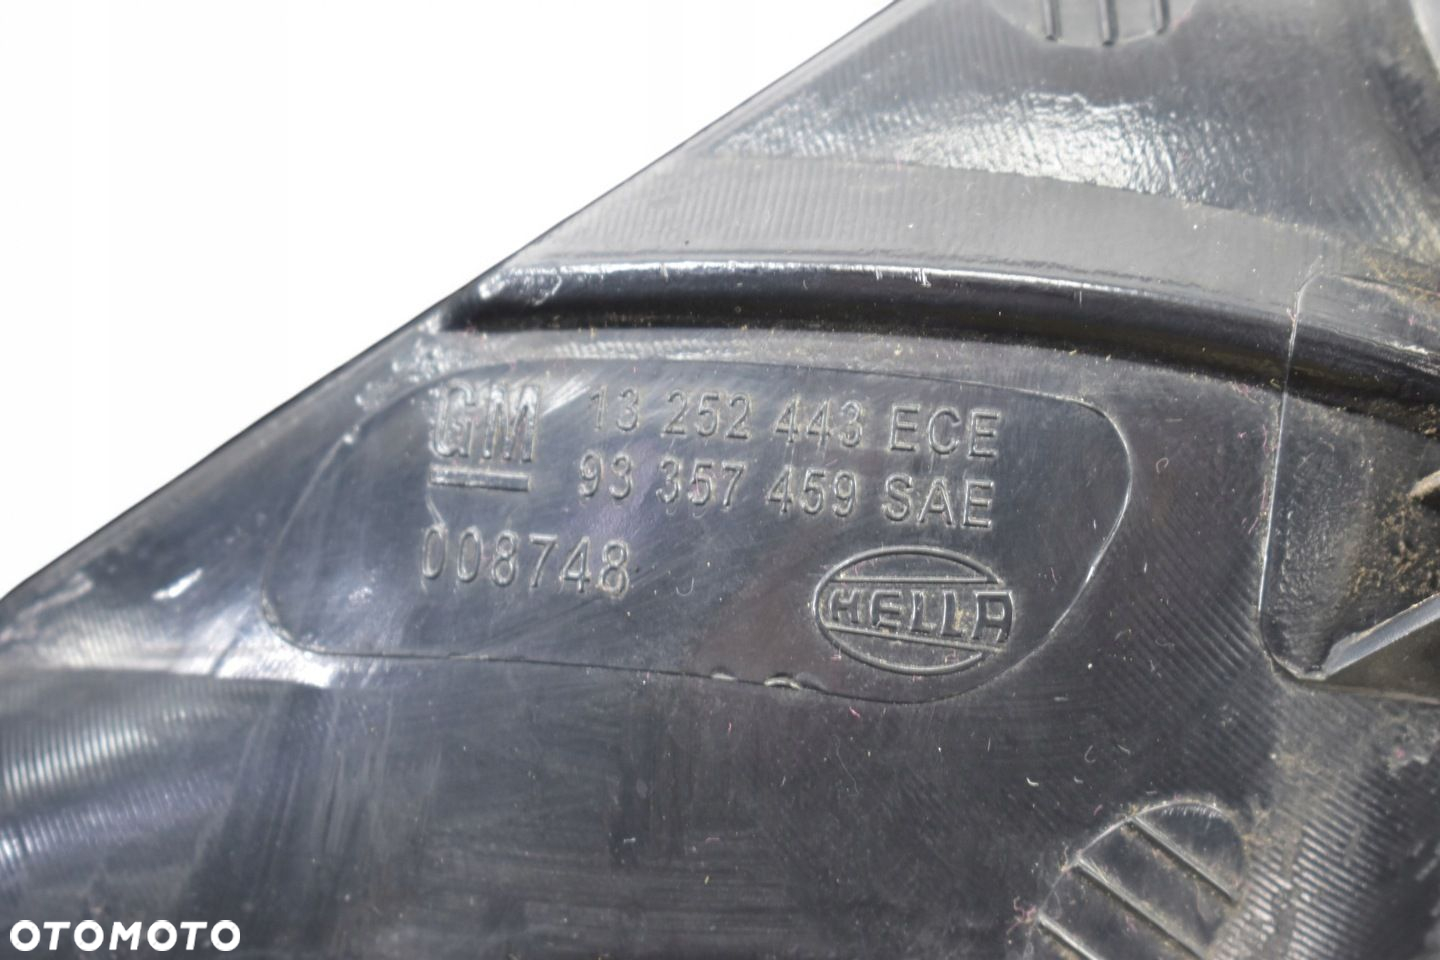 GM 13 252 443 ECE
93 357 459 SAE
008748
HELLA
OTOMOTO